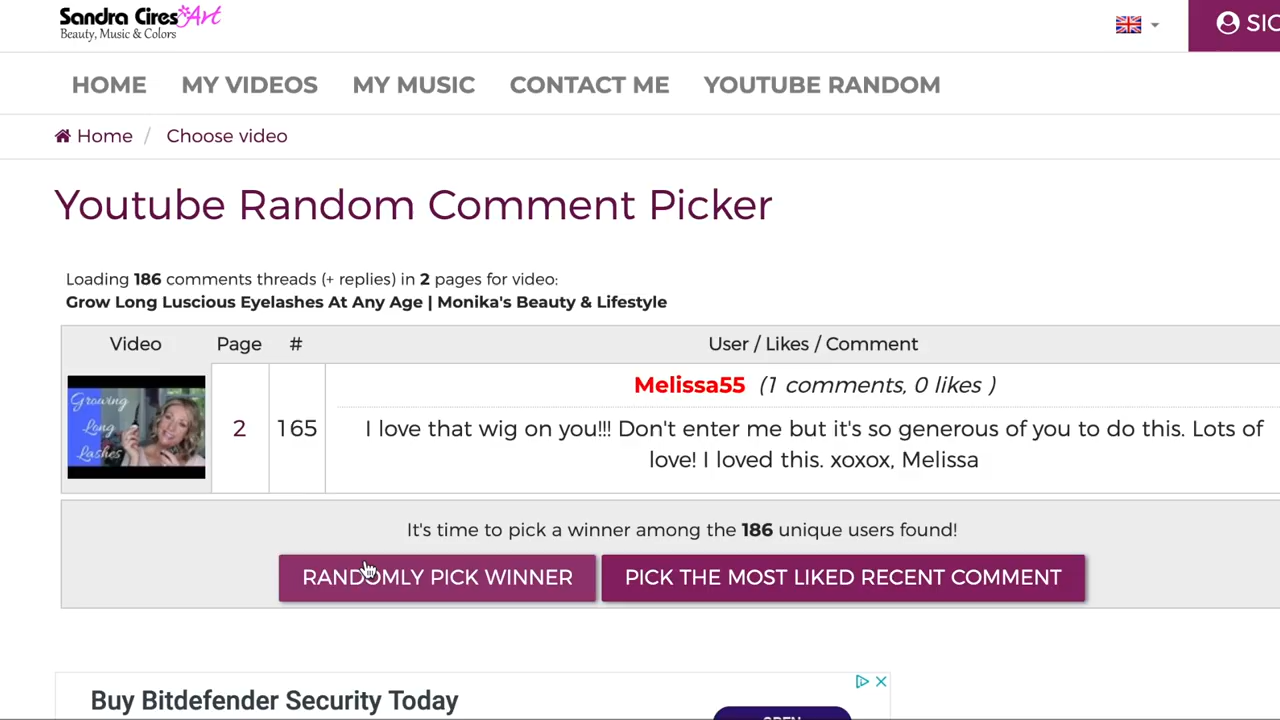 Sandra Cires Art
Beauty, Music & Colors
SIG
HOME MY VIDEOS MY MUSIC CONTACT ME YOUTUBE RANDOM
Home / Choose video
Youtube Random Comment Picker
Loading 186 comments threads (+ replies) in 2 pages for video:
Grow Long Luscious Eyelashes At Any Age | Monika's Beauty & Lifestyle
Video Page # User / Likes / Comment
Growing
Long
Lashes
2 165
Melissa55 (1 comments, 0 likes )
I love that wig on you!!! Don't enter me but it's so generous of you to do this. Lots of
love! I loved this. xoxox, Melissa
It's time to pick a winner among the 186 unique users found!
RANDOMLY PICK WINNER PICK THE MOST LIKED RECENT COMMENT
Buy Bitdefender Security Today
OPEN